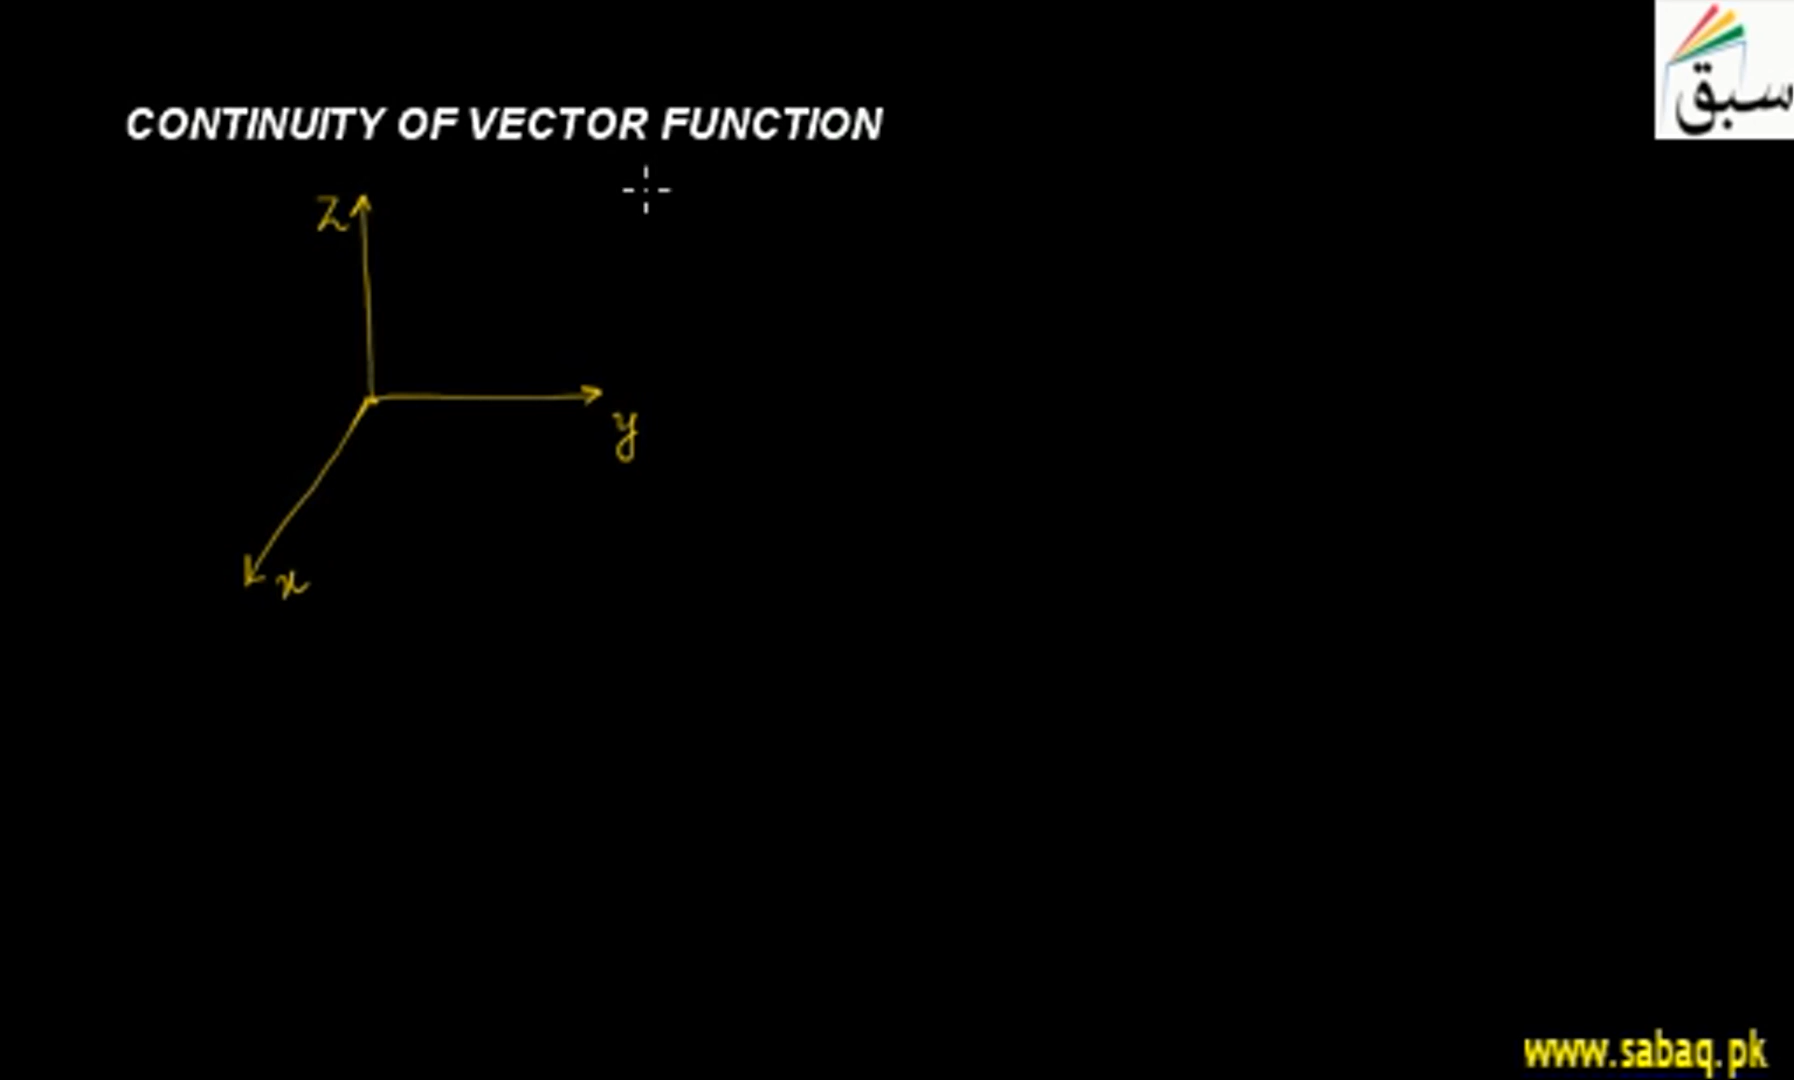 سبق
CONTINUITY OF VECTOR FUNCTION
z
y
x
www.sabaq.pk